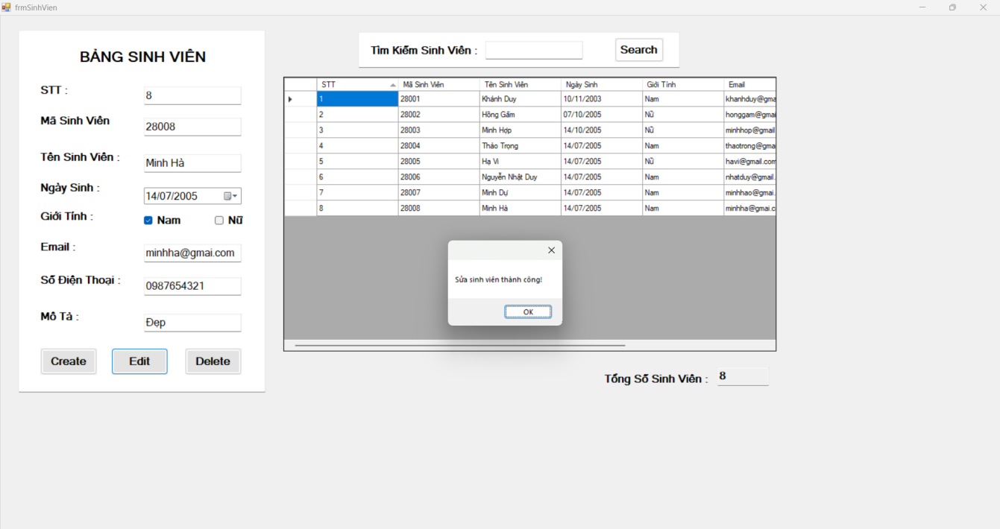 frmSinhVien
BẢNG SINH VIÊN
STT :
8
Mã Sinh Viên
28008
Tên Sinh Viên :
Minh Hà
Ngày Sinh :
14/07/2005
Giới Tính :
Nam
Nữ
Email :
minhha@gmai.com
Số Điện Thoại :
0987654321
Mô Tả :
Đẹp
Create
Edit
Delete
Tìm Kiếm Sinh Viên :
Search
STT Mã Sinh Viên Tên Sinh Viên Ngày Sinh Giới Tính Email
1 28001 Khánh Duy 10/11/2003 Nam khanhduy@gma
2 28002 Hồng Gấm 07/10/2005 Nữ honggam@gmai
3 28003 Minh Hợp 14/10/2005 Nữ minhhop@gmail
4 28004 Thảo Trọng 14/07/2005 Nam thaotrong@gma
5 28005 Hạ Vi 14/07/2005 Nữ havi@gmail.com
6 28006 Nguyễn Nhật Duy 14/07/2005 Nam nhatduy@gmail.
7 28007 Minh Dự 14/07/2005 Nam minhhao@gmai.
8 28008 Minh Hà 14/07/2005 Nam minhha@gmai.c
Sửa sinh viên thành công!
OK
Tổng Số Sinh Viên :
8